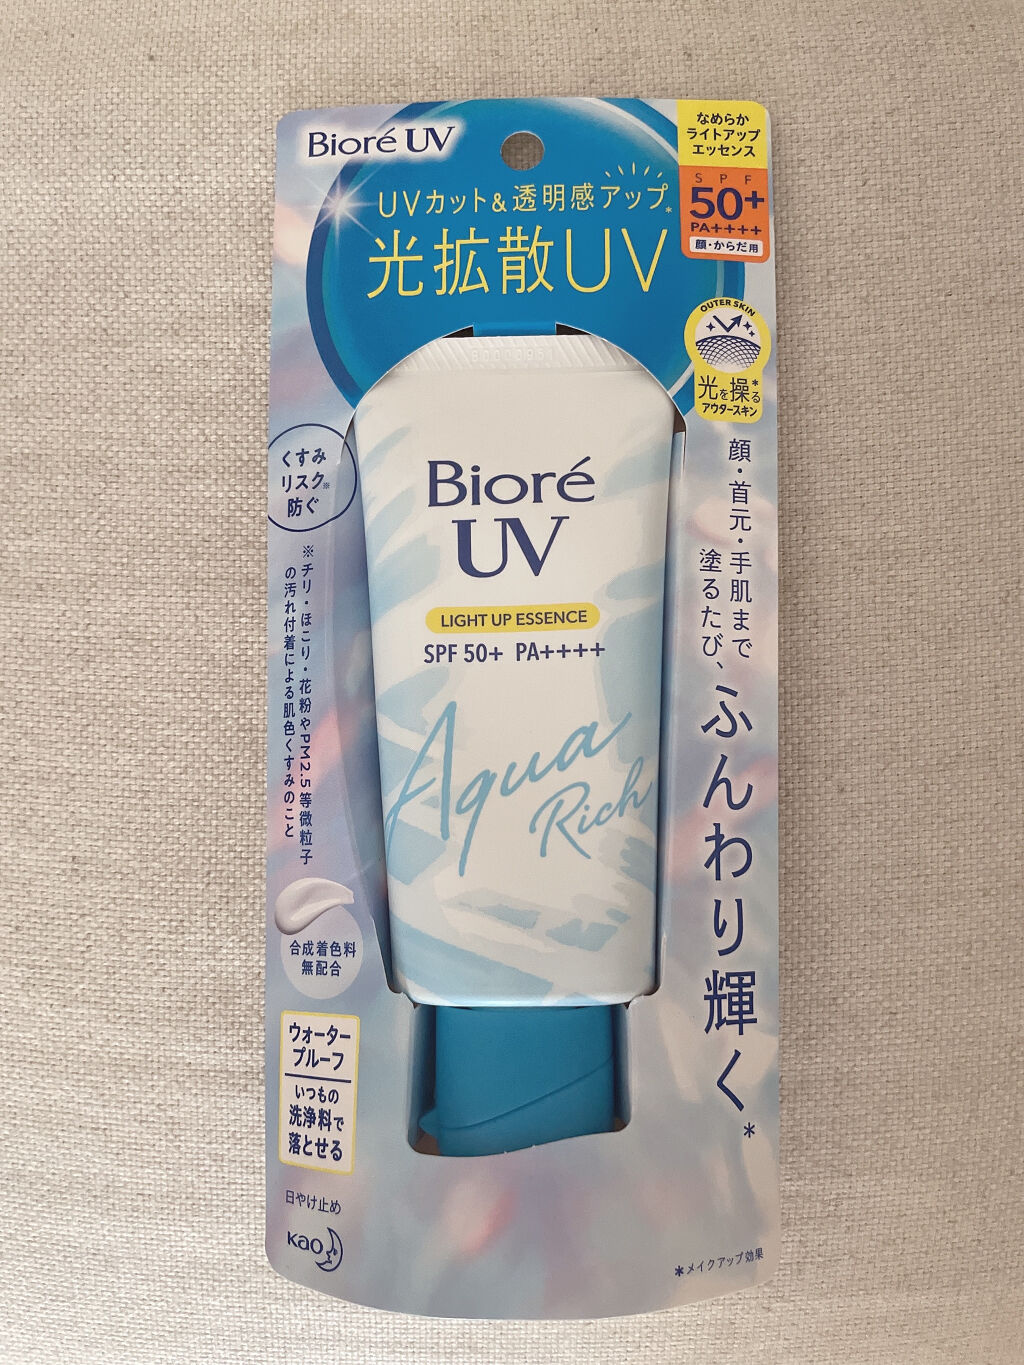 Bioré UV
UVカット&透明感アップ*
光拡散UV
なめらか
ライトアップ
エッセンス
SPF
50+
PA++++
顔・からだ用
OUTER SKIN
光を操る*
アウタースキン
くすみ
リスク※
防ぐ
※チリ・ほこり・花粉やPM2.5等微粒子
の汚れ付着による肌色くすみのこと
顔・首元・手肌まで
塗るたび、
ふんわり輝く*
Bioré
UV
LIGHT UP ESSENCE
SPF 50+ PA++++
Aqua
Rich
合成着色料
無配合
ウォーター
プルーフ
いつもの
洗浄料で
落とせる
日やけ止め
Kao
*メイクアップ効果